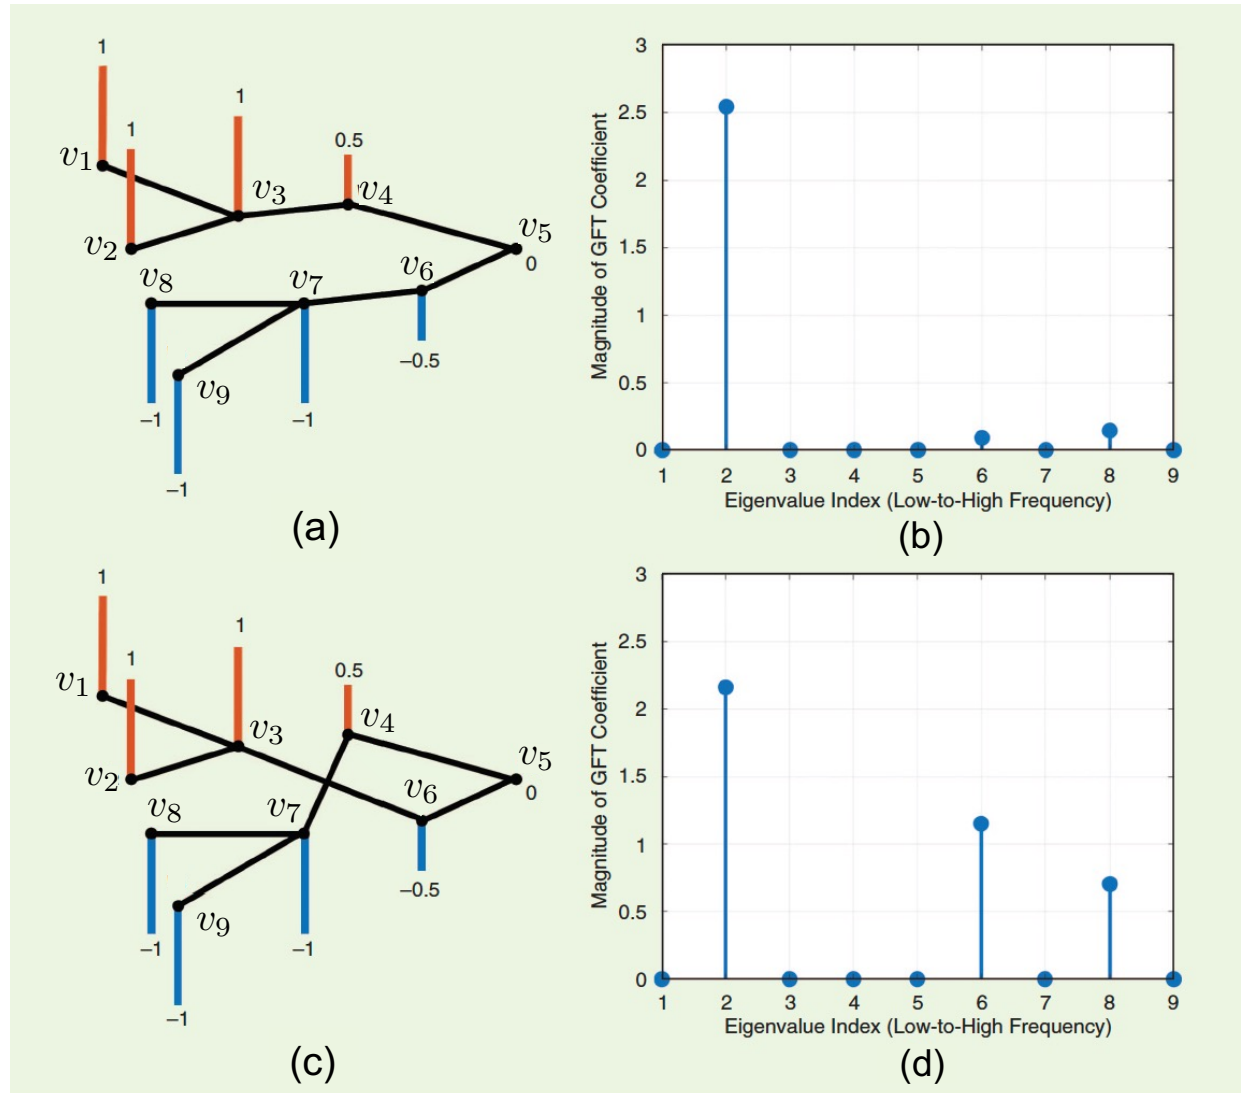 1
1
1
0.5
v1
v2
v3
v4
v5
0
v8
v7
v6
v9
−0.5
−1
−1
−1
(a)
3
2.5
2
1.5
1
0.5
0
Magnitude of GFT Coefficient
1 2 3 4 5 6 7 8 9
Eigenvalue Index (Low-to-High Frequency)
(b)
1
1
1
0.5
v1
v2
v3
v4
v5
0
v8
v7
v6
v9
−0.5
−1
−1
−1
(c)
3
2.5
2
1.5
1
0.5
0
Magnitude of GFT Coefficient
1 2 3 4 5 6 7 8 9
Eigenvalue Index (Low-to-High Frequency)
(d)